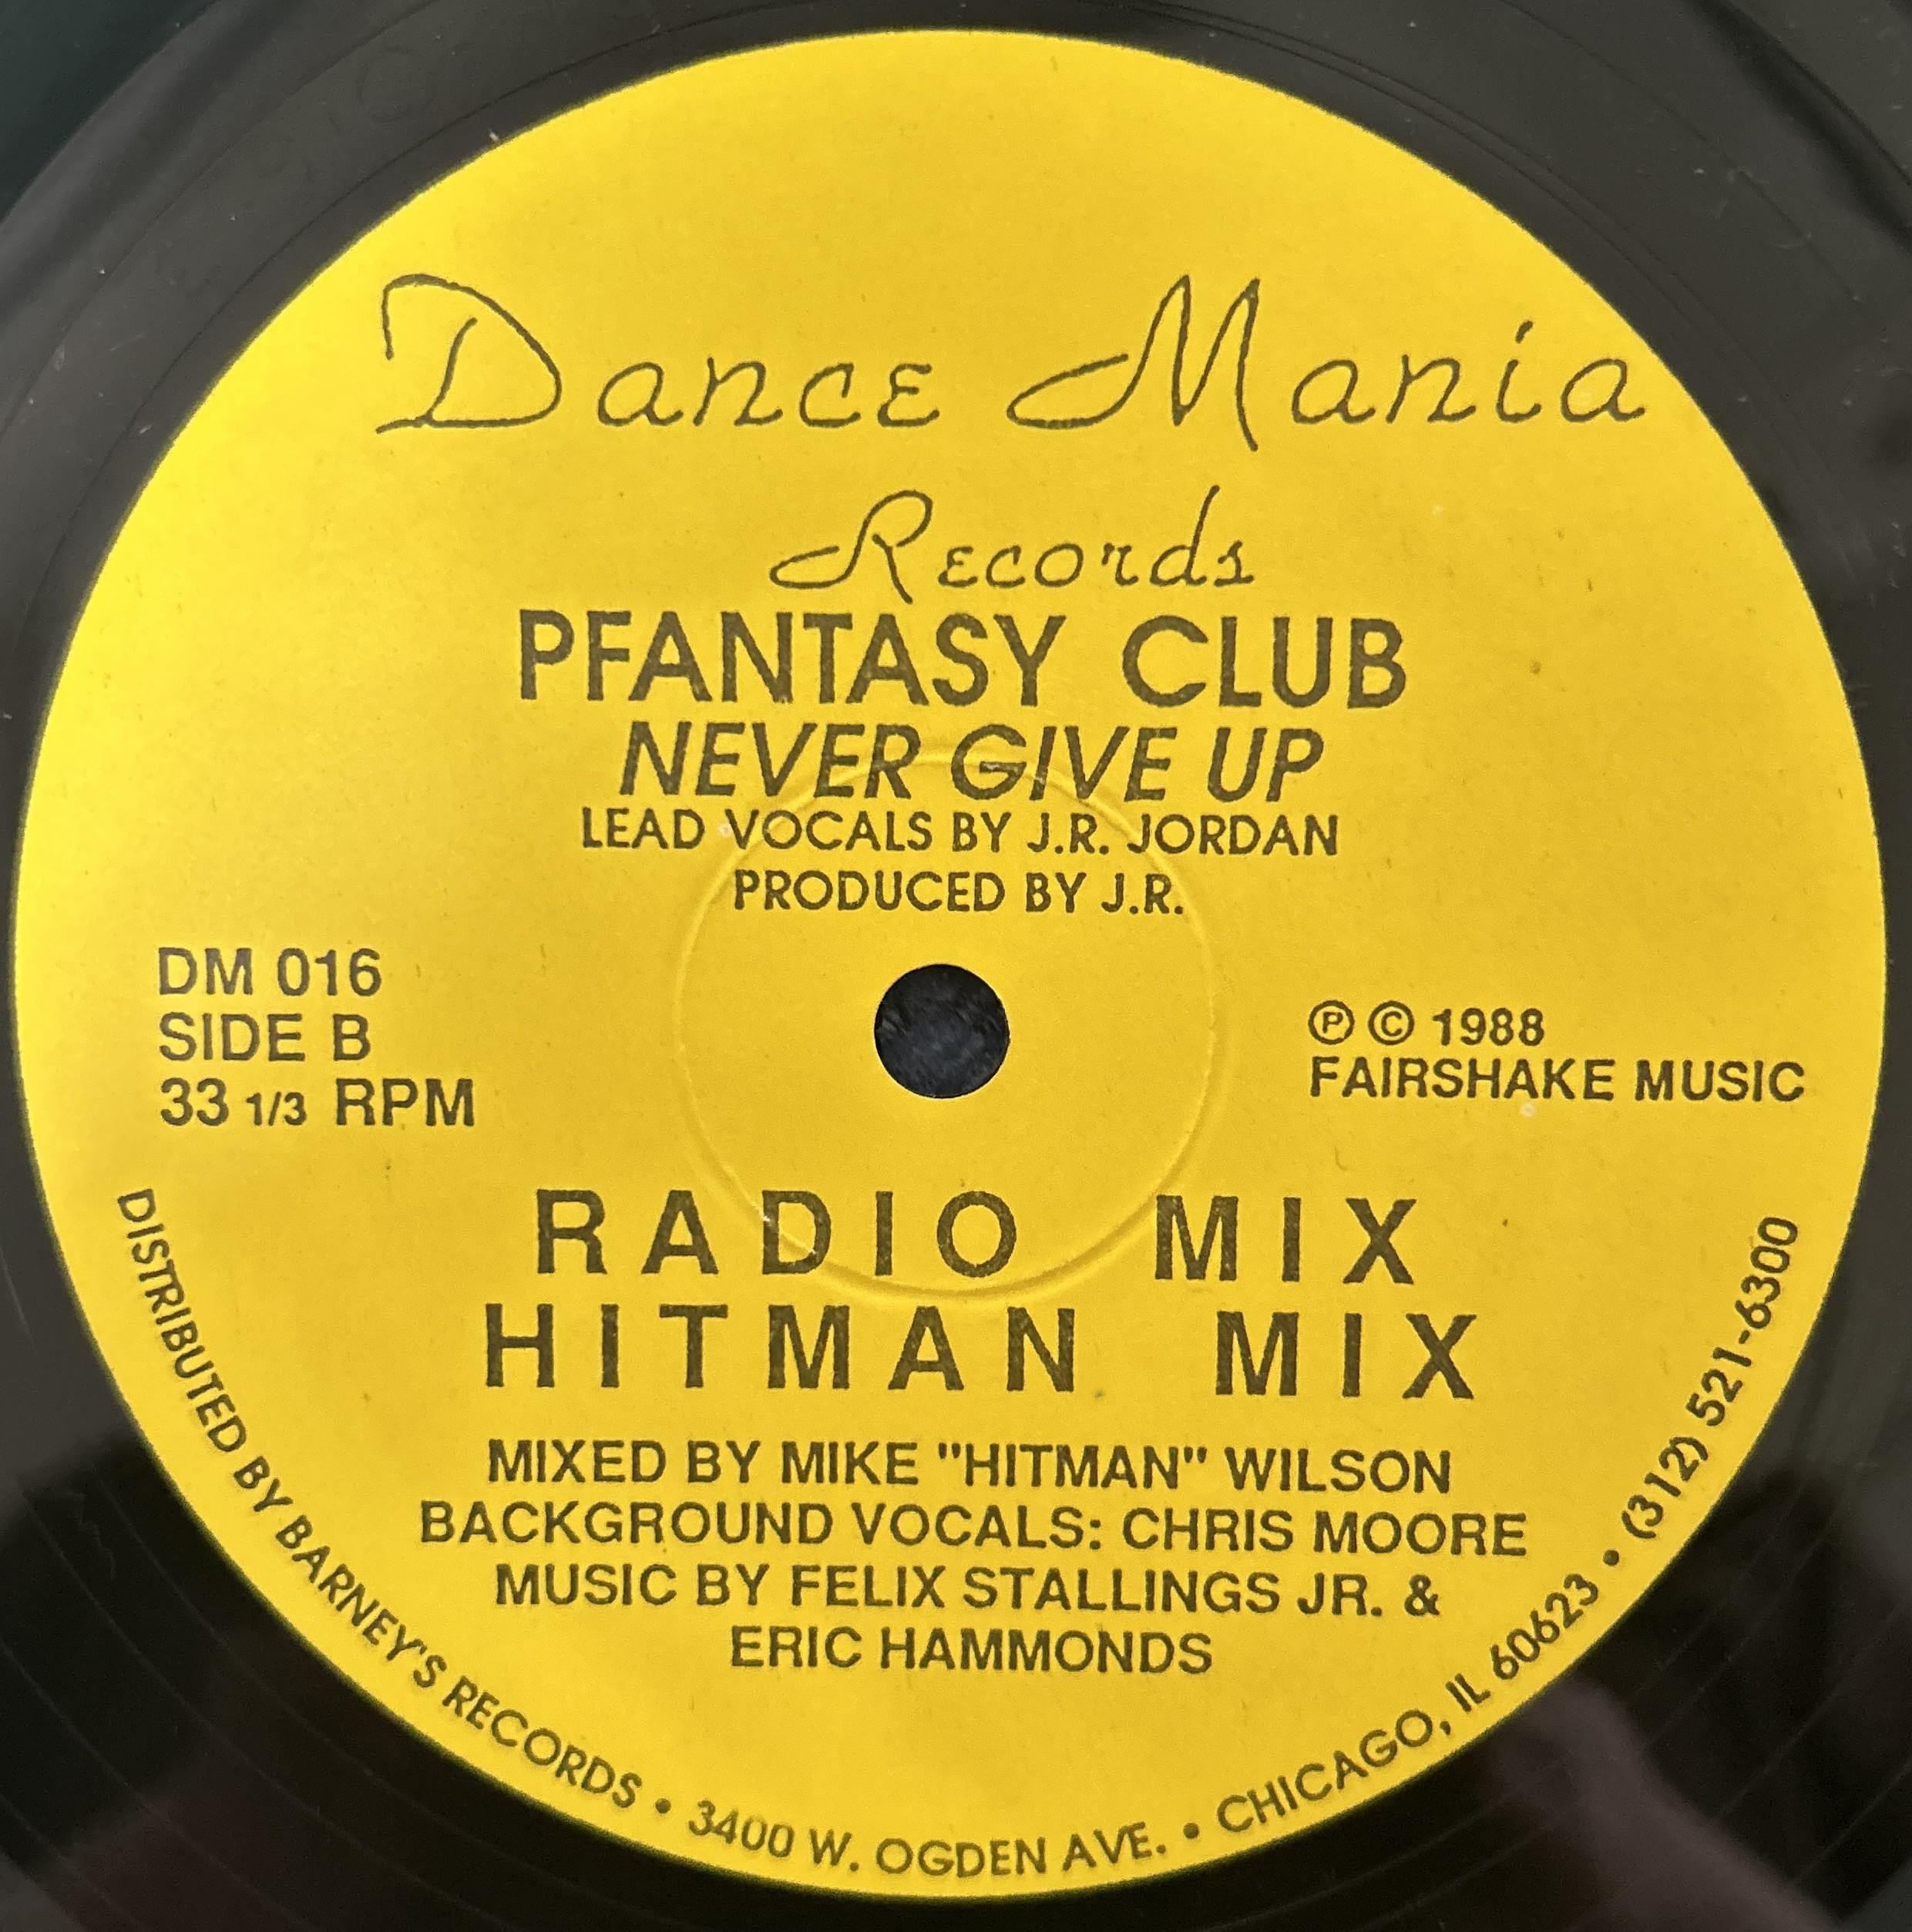 Dance Mania
Records
PFANTASY CLUB
NEVER GIVE UP
LEAD VOCALS BY J.R. JORDAN
PRODUCED BY J.R.
DM 016
SIDE B
33 1/3 RPM
Ⓟ © 1988
FAIRSHAKE MUSIC
RADIO MIX
HITMAN MIX
MIXED BY MIKE "HITMAN" WILSON
BACKGROUND VOCALS: CHRIS MOORE
MUSIC BY FELIX STALLINGS JR. &
ERIC HAMMONDS
DISTRIBUTED BY BARNEY'S RECORDS • 3400 W. OGDEN AVE. • CHICAGO, IL 60623 • (312) 521-6300